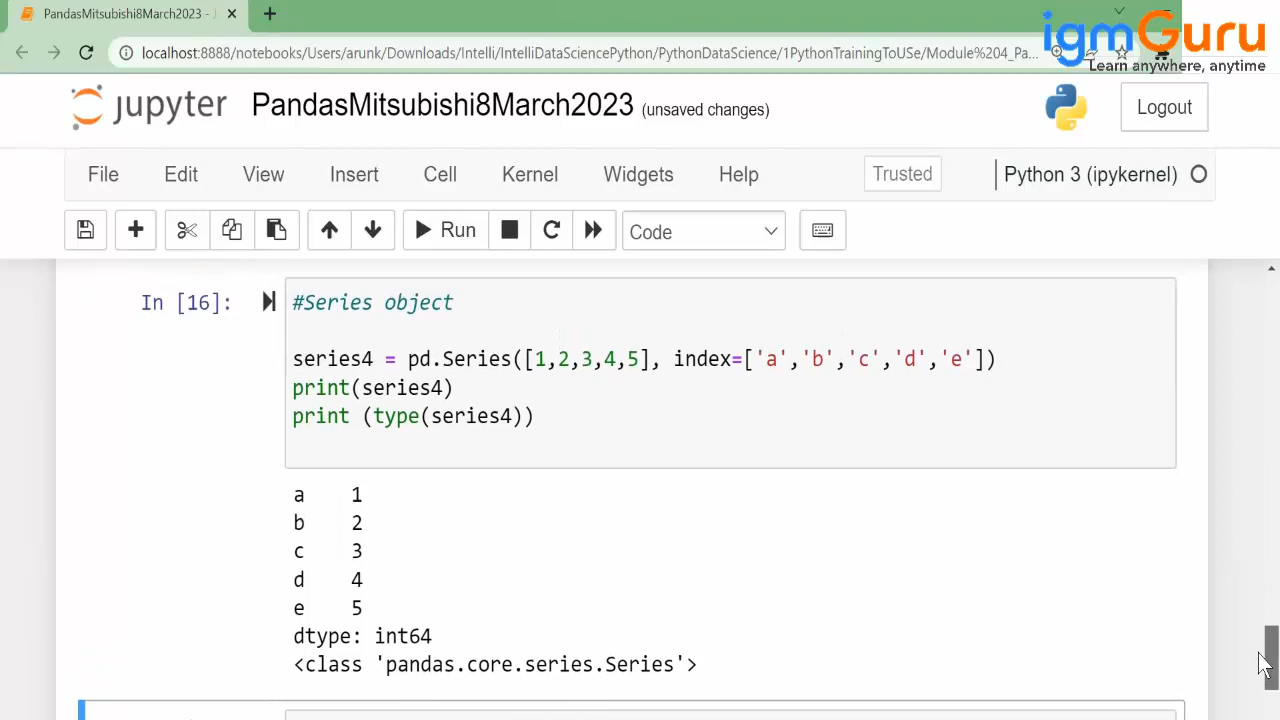 PandasMitsubishi8March2023 -
localhost:8888/notebooks/Users/arunk/Downloads/Intelli/IntelliDataSciencePython/PythonDataScience/1PythonTrainingToUSe/Module%204_Pa...
igmGuru
Learn anywhere, anytime
jupyter PandasMitsubishi8March2023 (unsaved changes) Logout
File Edit View Insert Cell Kernel Widgets Help Trusted Python 3 (ipykernel)
Run Code
In [16]: #Series object
series4 = pd.Series([1,2,3,4,5], index=['a','b','c','d','e'])
print(series4)
print (type(series4))
a 1
b 2
c 3
d 4
e 5
dtype: int64
<class 'pandas.core.series.Series'>